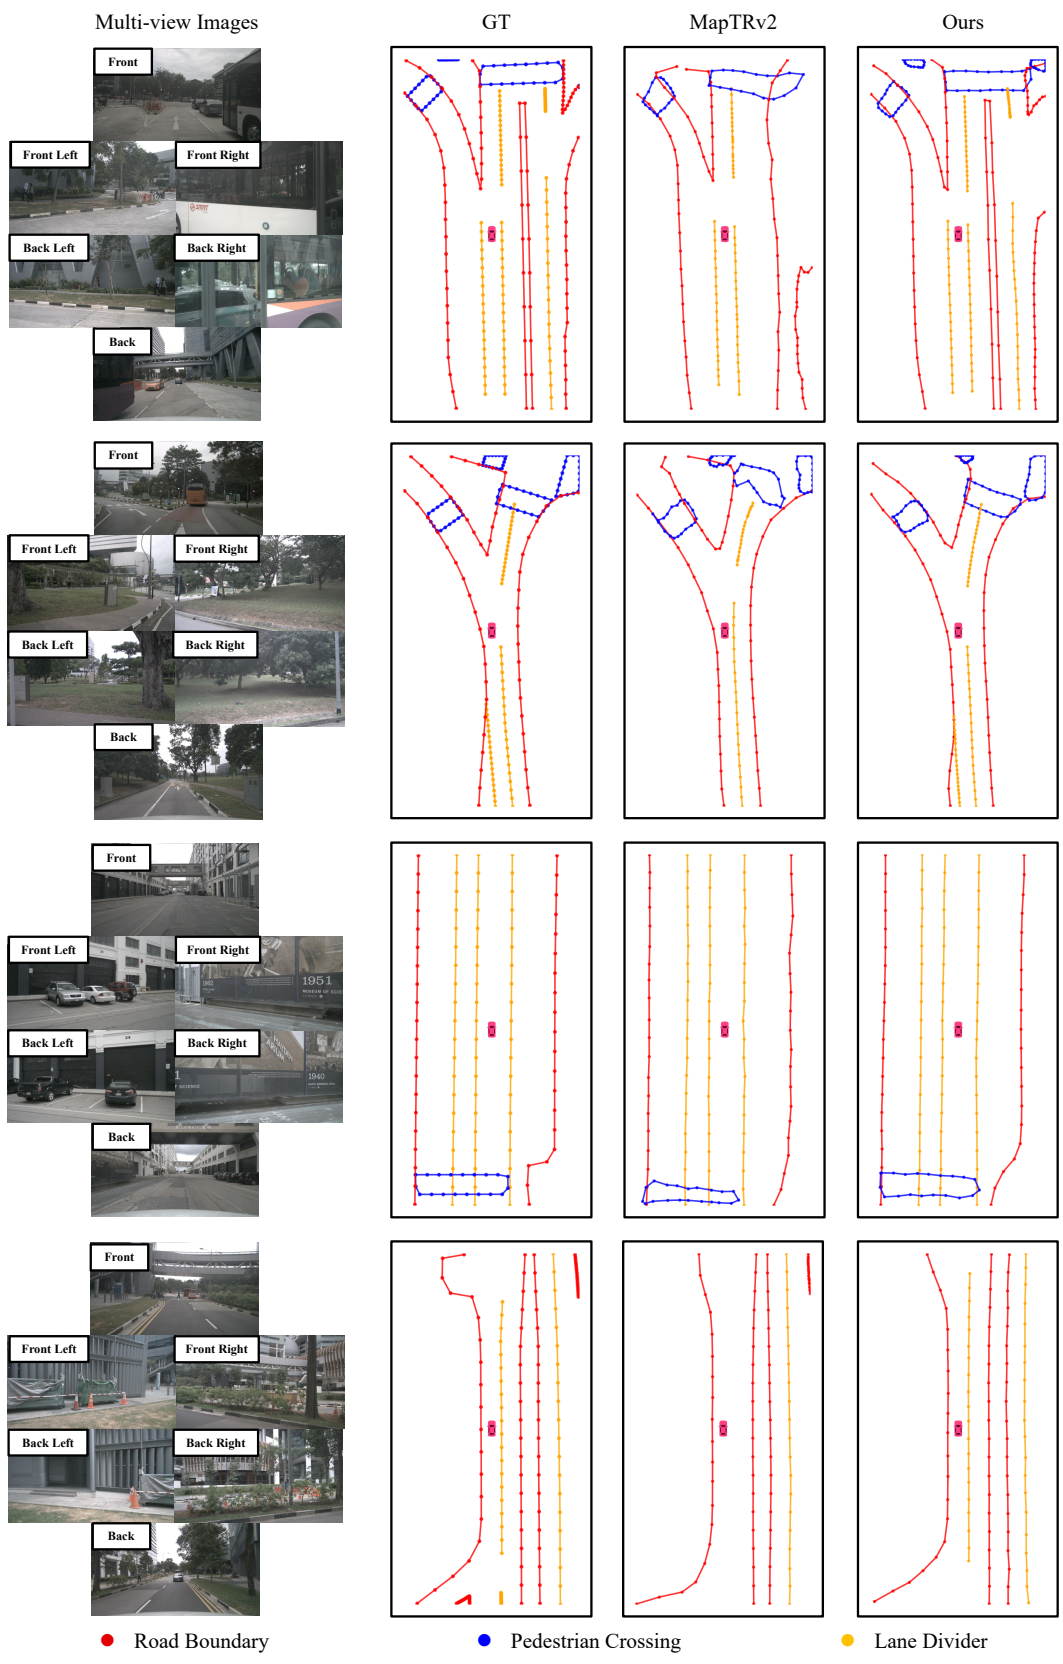 Multi-view Images GT MapTRv2 Ours
Front
Front Left Front Right
Back Left Back Right
Back
Front
Front Left Front Right
Back Left Back Right
Back
Front
Front Left Front Right
1951
Back Left Back Right
1940
Back
Front
Front Left Front Right
Back Left Back Right
Back
Road Boundary Pedestrian Crossing Lane Divider